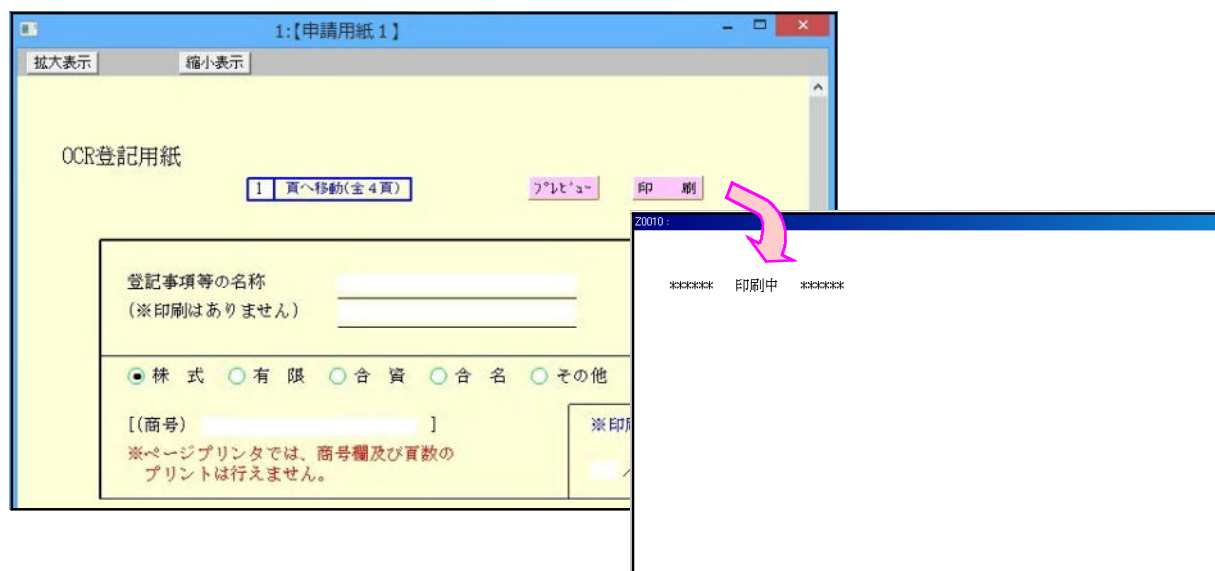 1:【申請用紙１】
拡大表示 縮小表示
OCR登記用紙
1 頁へ移動(全４頁) ﾌﾟﾚﾋﾞｭｰ 印 刷
Z0010 :
****** 印刷中 ******
登記事項等の名称
(※印刷はありません)
株 式 有 限 合 資 合 名 その他
[(商号) ]
※印
※ページプリンタでは、商号欄及び頁数の
プリントは行えません。
/